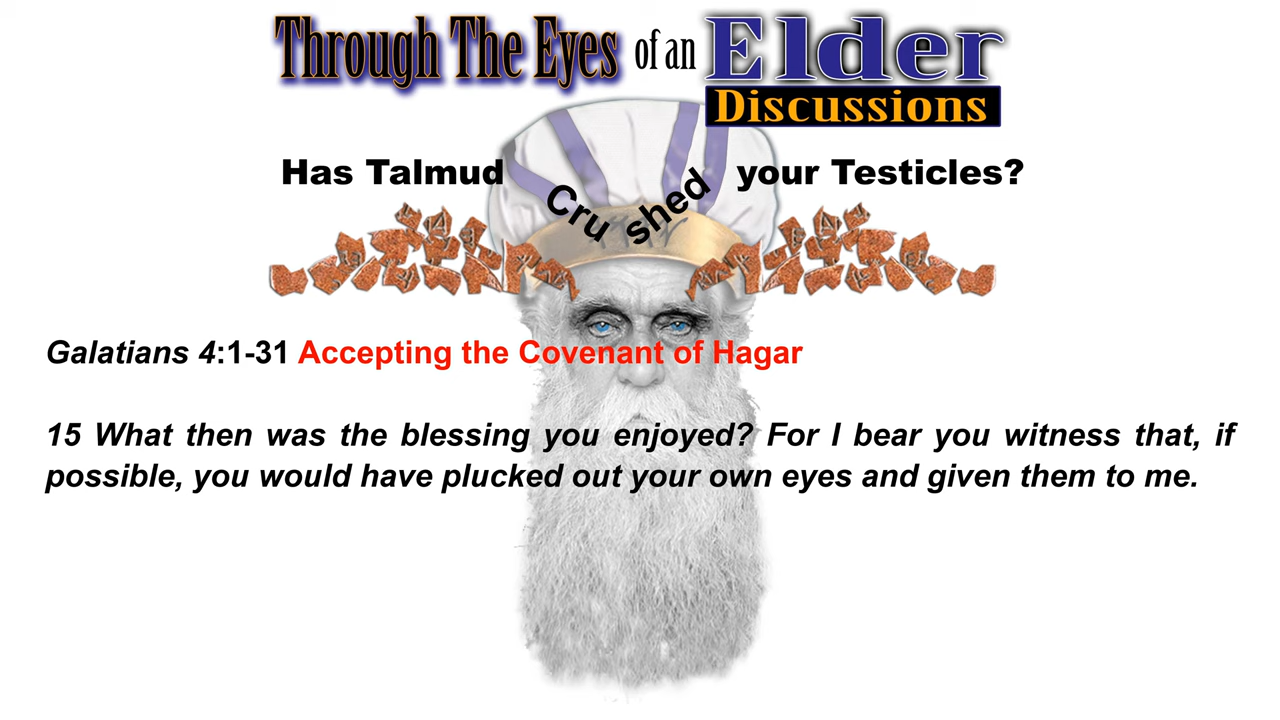 Through The Eyes of an Elder
Discussions
Has Talmud Crushed your Testicles?
Galatians 4:1-31 Accepting the Covenant of Hagar
15 What then was the blessing you enjoyed? For I bear you witness that, if
possible, you would have plucked out your own eyes and given them to me.